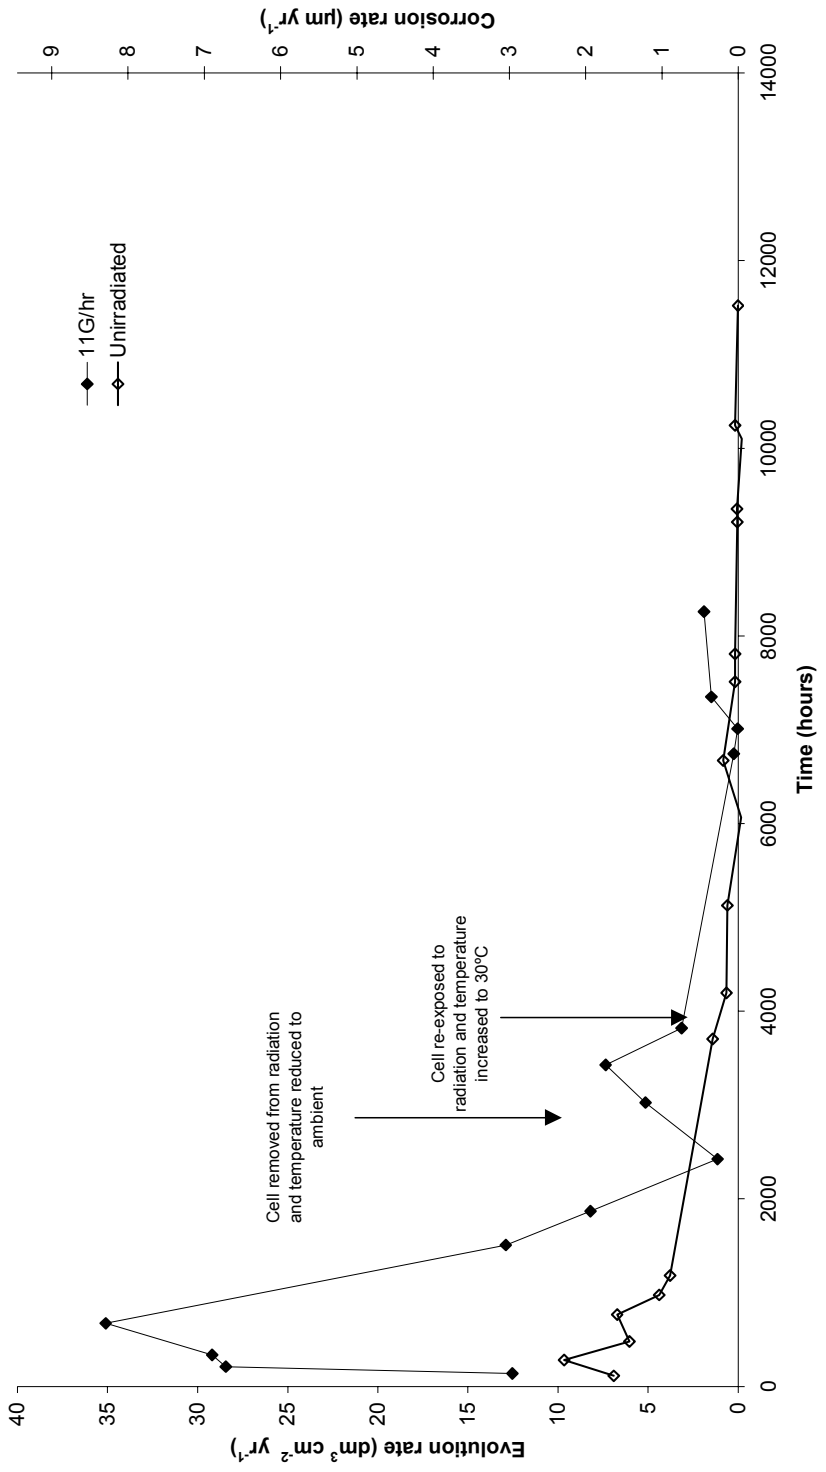 Corrosion rate (µm yr⁻¹)
9
8
7
6
5
4
3
2
1
0
11G/hr
Unirradiated
Cell removed from radiation
and temperature reduced to
ambient
Cell re-exposed to
radiation and temperature
increased to 30ºC
40
35
30
25
20
15
10
5
0
Evolution rate (dm³ cm⁻² yr⁻¹)
0
2000
4000
6000
8000
10000
12000
14000
Time (hours)